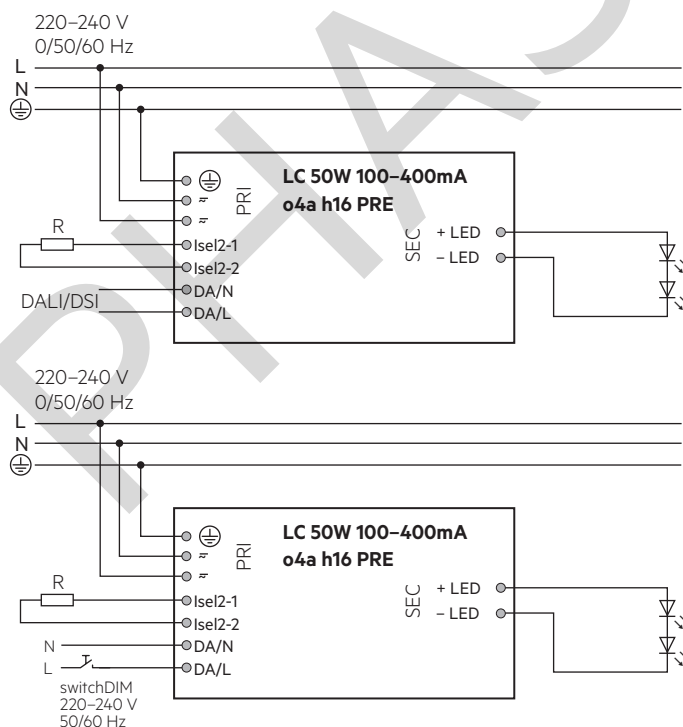 220–240 V
0/50/60 Hz
L
N
PRI
LC 50W 100–400mA
o4a h16 PRE
R
Isel2-1
Isel2-2
DALI/DSI
DA/N
DA/L
SEC
+ LED
– LED
220–240 V
0/50/60 Hz
L
N
PRI
LC 50W 100–400mA
o4a h16 PRE
R
Isel2-1
Isel2-2
N
DA/N
L
DA/L
SEC
+ LED
– LED
switchDIM
220–240 V
50/60 Hz
PHAS